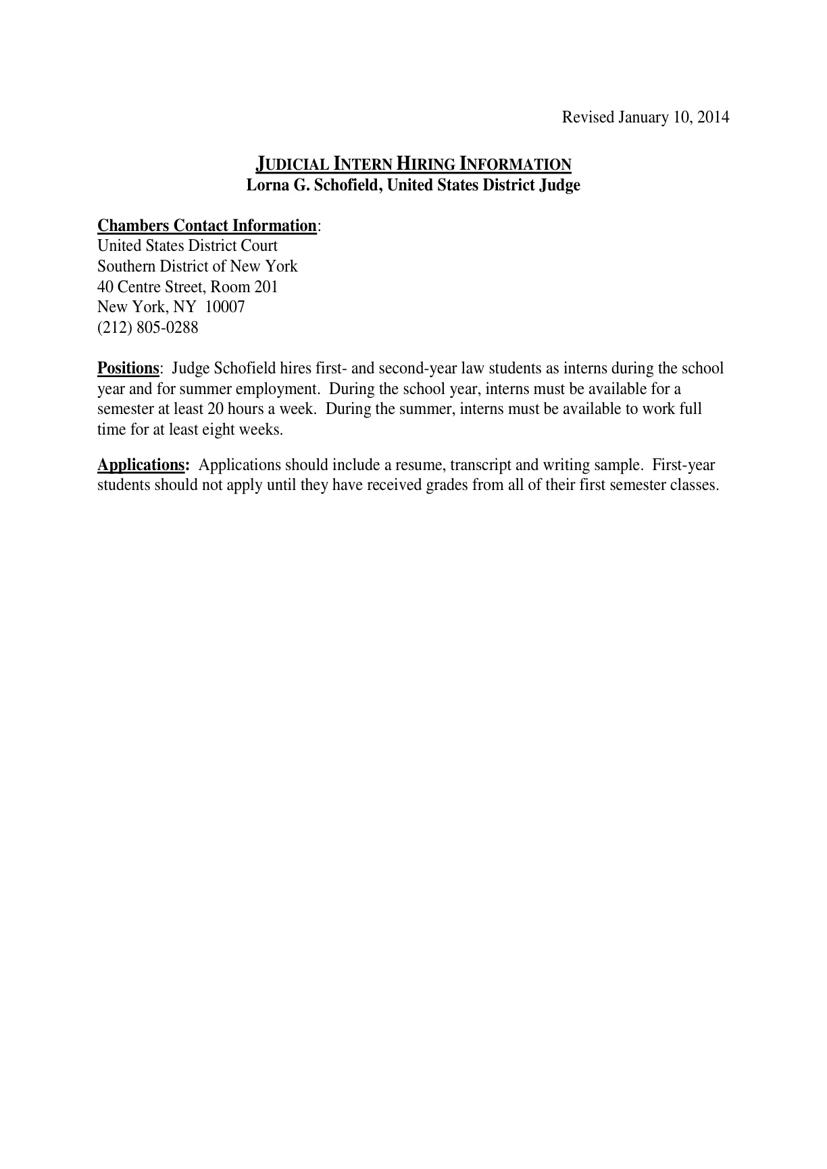 Revised January 10, 2014
JUDICIAL INTERN HIRING INFORMATION
Lorna G. Schofield, United States District Judge
Chambers Contact Information:
United States District Court
Southern District of New York
40 Centre Street, Room 201
New York, NY  10007
(212) 805-0288
Positions:  Judge Schofield hires first- and second-year law students as interns during the school
year and for summer employment.  During the school year, interns must be available for a
semester at least 20 hours a week.  During the summer, interns must be available to work full
time for at least eight weeks.
Applications:  Applications should include a resume, transcript and writing sample.  First-year
students should not apply until they have received grades from all of their first semester classes.